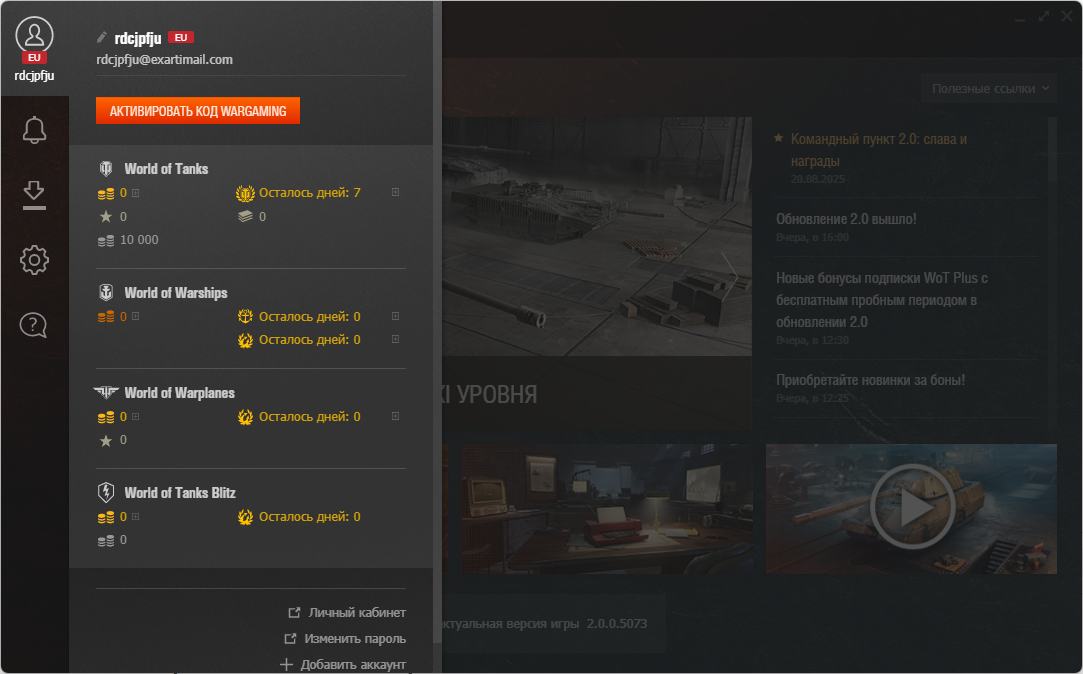 EU
rdcjpfju
rdcjpfju EU
rdcjpfju@exartimail.com
АКТИВИРОВАТЬ КОД WARGAMING
World of Tanks
0
Осталось дней: 7
0
0
10 000
World of Warships
0
Осталось дней: 0
Осталось дней: 0
World of Warplanes
0
Осталось дней: 0
0
World of Tanks Blitz
0
Осталось дней: 0
0
Личный кабинет
Изменить пароль
Добавить аккаунт
Полезные ссылки
Командный пункт 2.0: слава и
награды
20.08.2025
Обновление 2.0 вышло!
Вчера, в 16:00
Новые бонусы подписки WoT Plus с
бесплатным пробным периодом в
обновлении 2.0
Вчера, в 12:30
Приобретайте новинки за боны!
Вчера, в 12:25
XI УРОВНЯ
ктуальная версия игры 2.0.0.5073